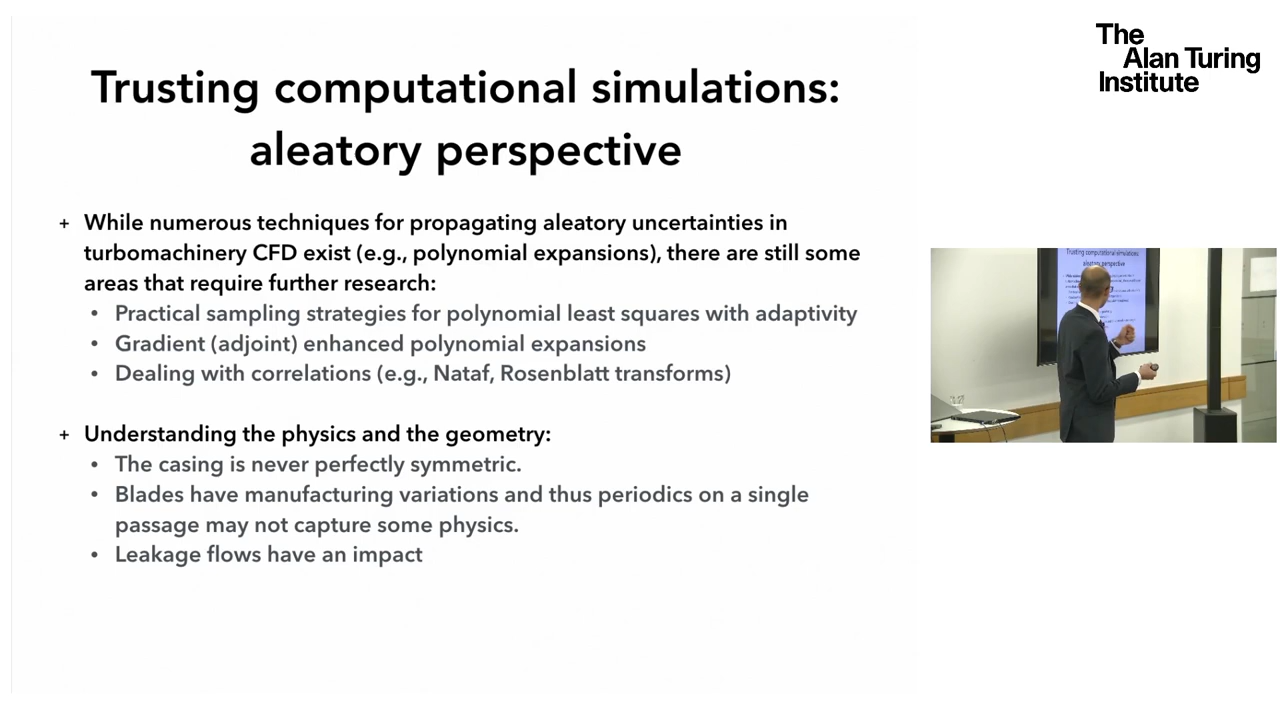 Trusting computational simulations:
aleatory perspective
+ While numerous techniques for propagating aleatory uncertainties in
turbomachinery CFD exist (e.g., polynomial expansions), there are still some
areas that require further research:
• Practical sampling strategies for polynomial least squares with adaptivity
• Gradient (adjoint) enhanced polynomial expansions
• Dealing with correlations (e.g., Nataf, Rosenblatt transforms)
+ Understanding the physics and the geometry:
• The casing is never perfectly symmetric.
• Blades have manufacturing variations and thus periodics on a single
passage may not capture some physics.
• Leakage flows have an impact
The
Alan Turing
Institute
Trusting computational simulations:
aleatory perspective